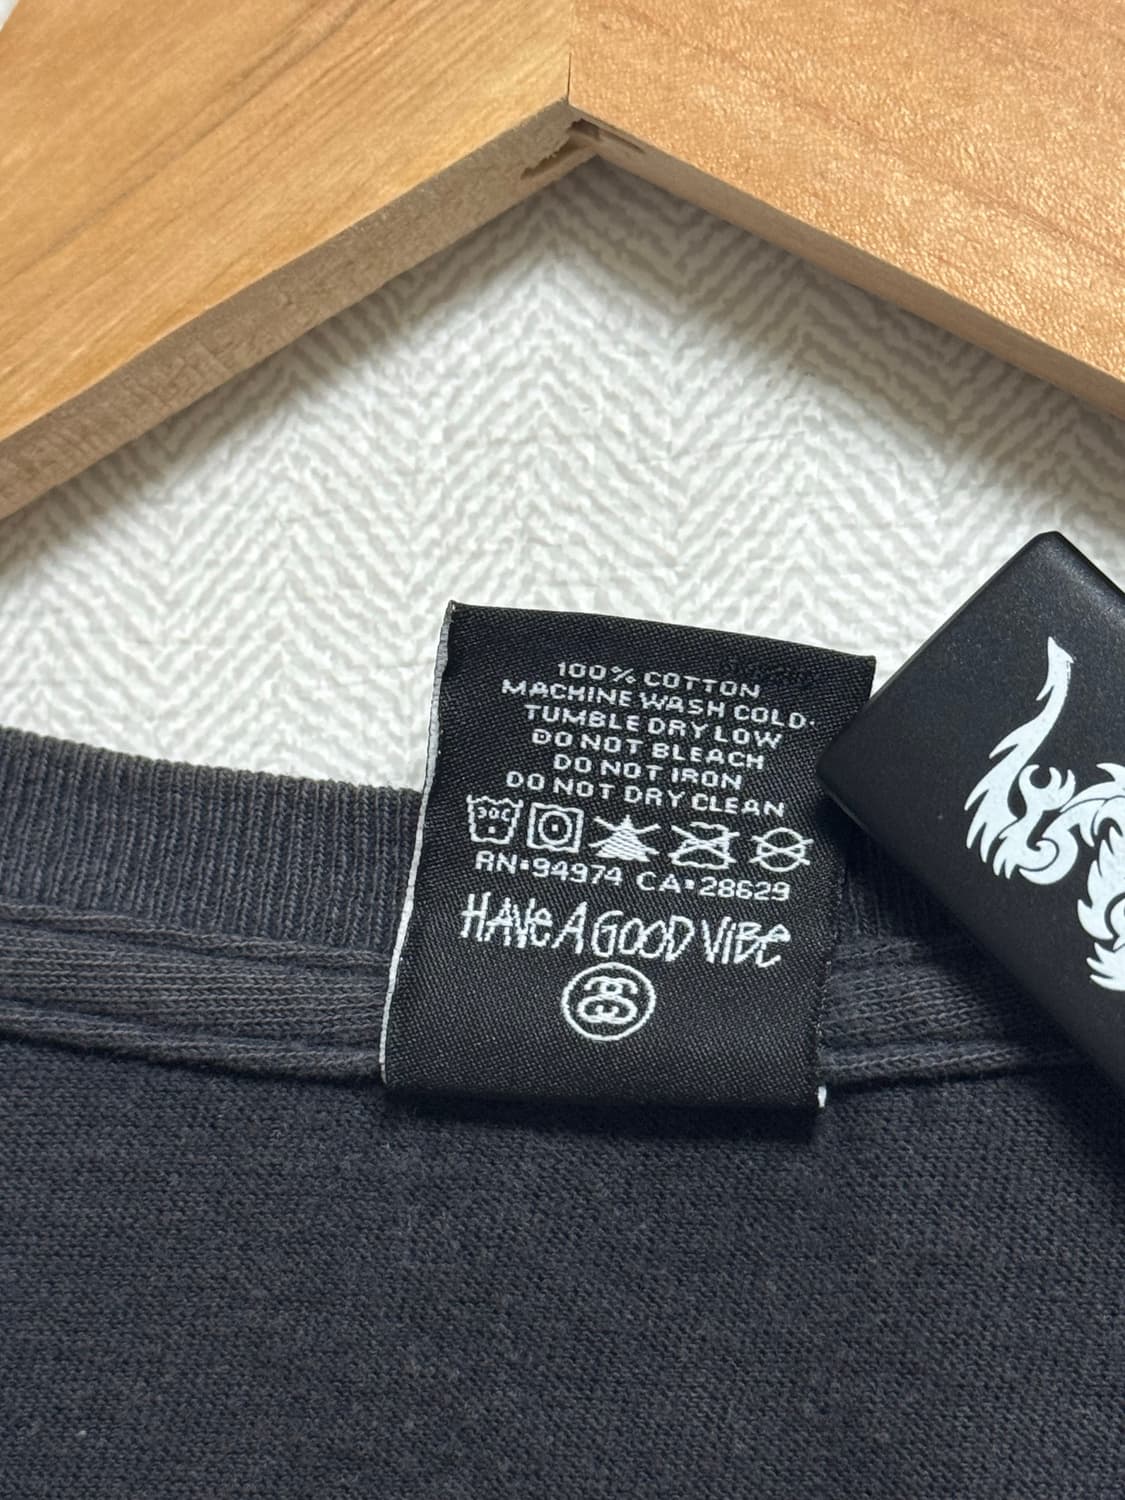 100% COTTON
MACHINE WASH COLD.
TUMBLE DRY LOW
DO NOT BLEACH
DO NOT IRON
DO NOT DRY CLEAN
30C
RN•94974 CA•28629
HAVE A GOOD VIBE